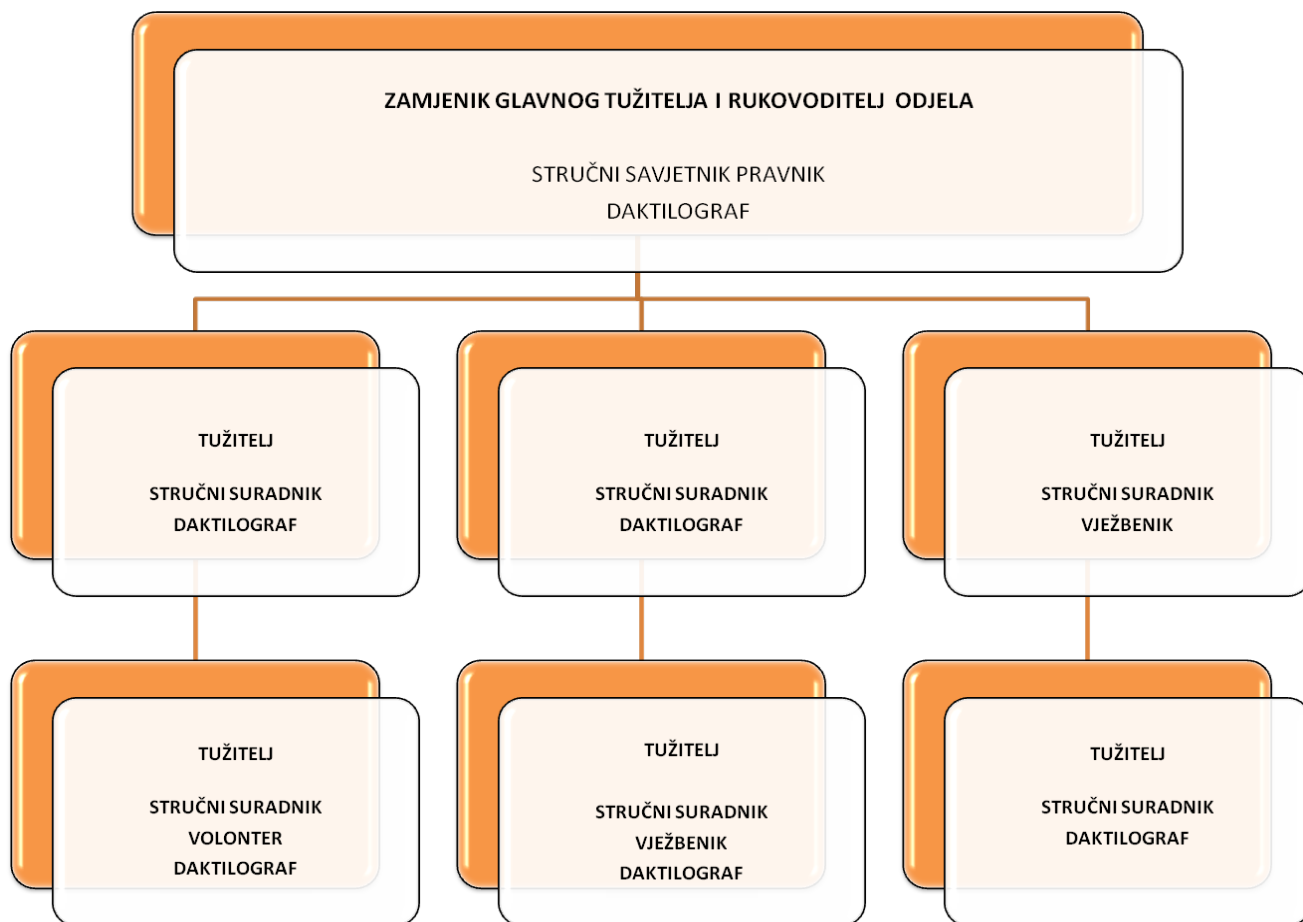 ZAMJENIK GLAVNOG TUŽITELJA I RUKOVODITELJ ODJELA
STRUČNI SAVJETNIK PRAVNIK
DAKTILOGRAF
TUŽITELJ
STRUČNI SURADNIK
DAKTILOGRAF
TUŽITELJ
STRUČNI SURADNIK
DAKTILOGRAF
TUŽITELJ
STRUČNI SURADNIK
VJEŽBENIK
TUŽITELJ
STRUČNI SURADNIK
VOLONTER
DAKTILOGRAF
TUŽITELJ
STRUČNI SURADNIK
VJEŽBENIK
DAKTILOGRAF
TUŽITELJ
STRUČNI SURADNIK
DAKTILOGRAF